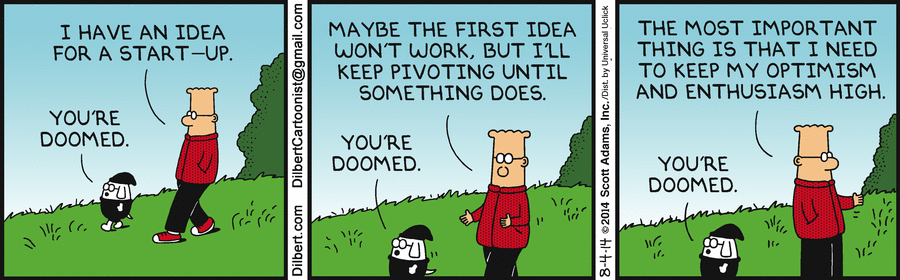 I HAVE AN IDEA
FOR A START-UP.
YOU'RE
DOOMED.
Dilbert.com DilbertCartoonist@gmail.com
MAYBE THE FIRST IDEA
WON'T WORK, BUT I'LL
KEEP PIVOTING UNTIL
SOMETHING DOES.
YOU'RE
DOOMED.
8-4-14 ©2014 Scott Adams, Inc. /Dist. by Universal Uclick
THE MOST IMPORTANT
THING IS THAT I NEED
TO KEEP MY OPTIMISM
AND ENTHUSIASM HIGH.
YOU'RE
DOOMED.